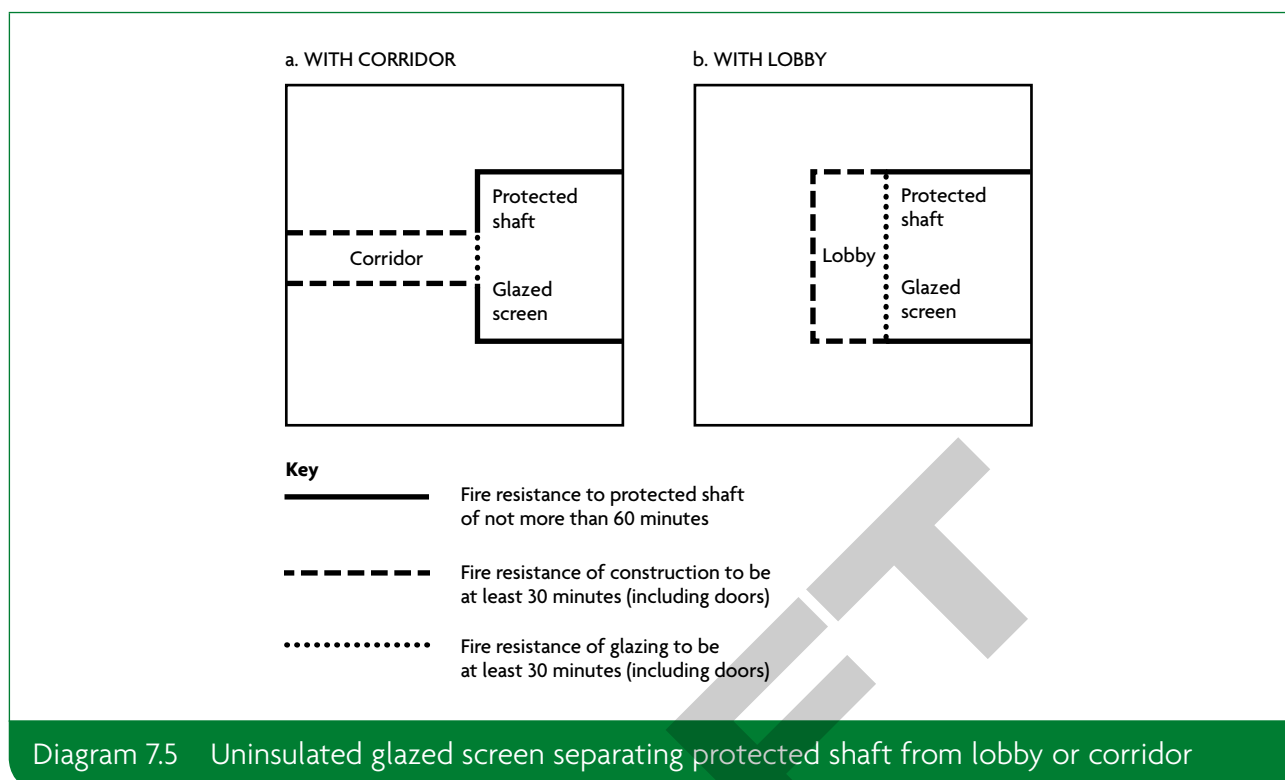 a. WITH CORRIDOR
b. WITH LOBBY
Protected
shaft
Corridor
Glazed
screen
Protected
shaft
Lobby
Glazed
screen
Key
Fire resistance to protected shaft
of not more than 60 minutes
Fire resistance of construction to be
at least 30 minutes (including doors)
Fire resistance of glazing to be
at least 30 minutes (including doors)
ET
Diagram 7.5 Uninsulated glazed screen separating protected shaft from lobby or corridor